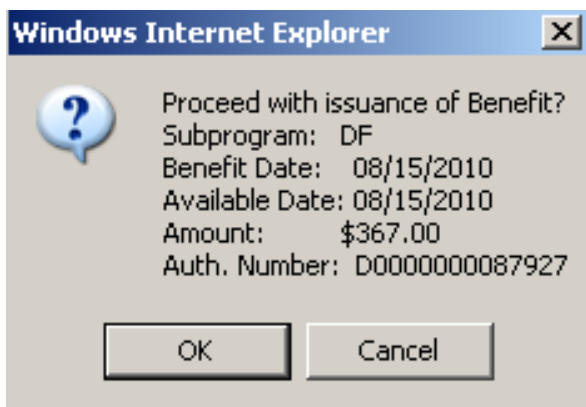 Windows Internet Explorer
Proceed with issuance of Benefit?
Subprogram: DF
Benefit Date: 08/15/2010
Available Date: 08/15/2010
Amount: $367.00
Auth. Number: D0000000087927
OK Cancel